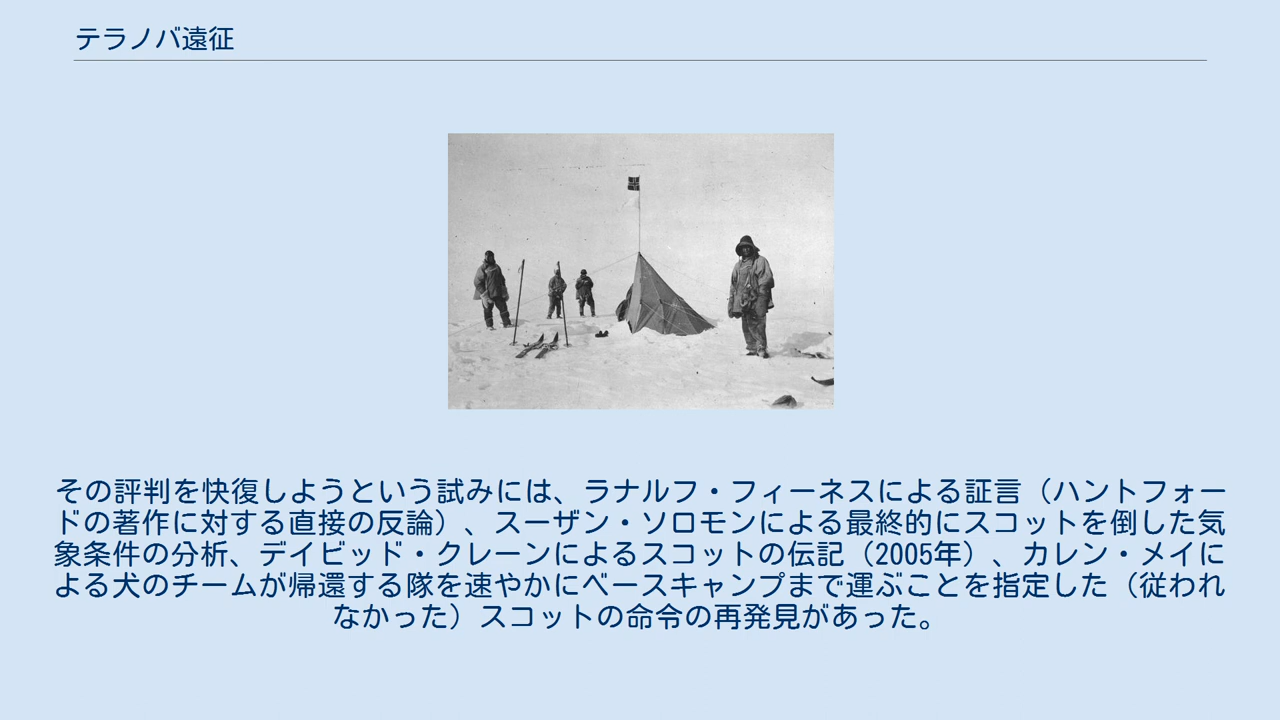 テラノバ遠征
その評判を快復しようという試みには、ラナルフ・フィーネスによる証言（ハントフォー
ドの著作に対する直接の反論）、スーザン・ソロモンによる最終的にスコットを倒した気
象条件の分析、デイビッド・クレーンによるスコットの伝記（2005年）、カレン・メイに
よる犬のチームが帰還する隊を速やかにベースキャンプまで運ぶことを指定した（従われ
なかった）スコットの命令の再発見があった。